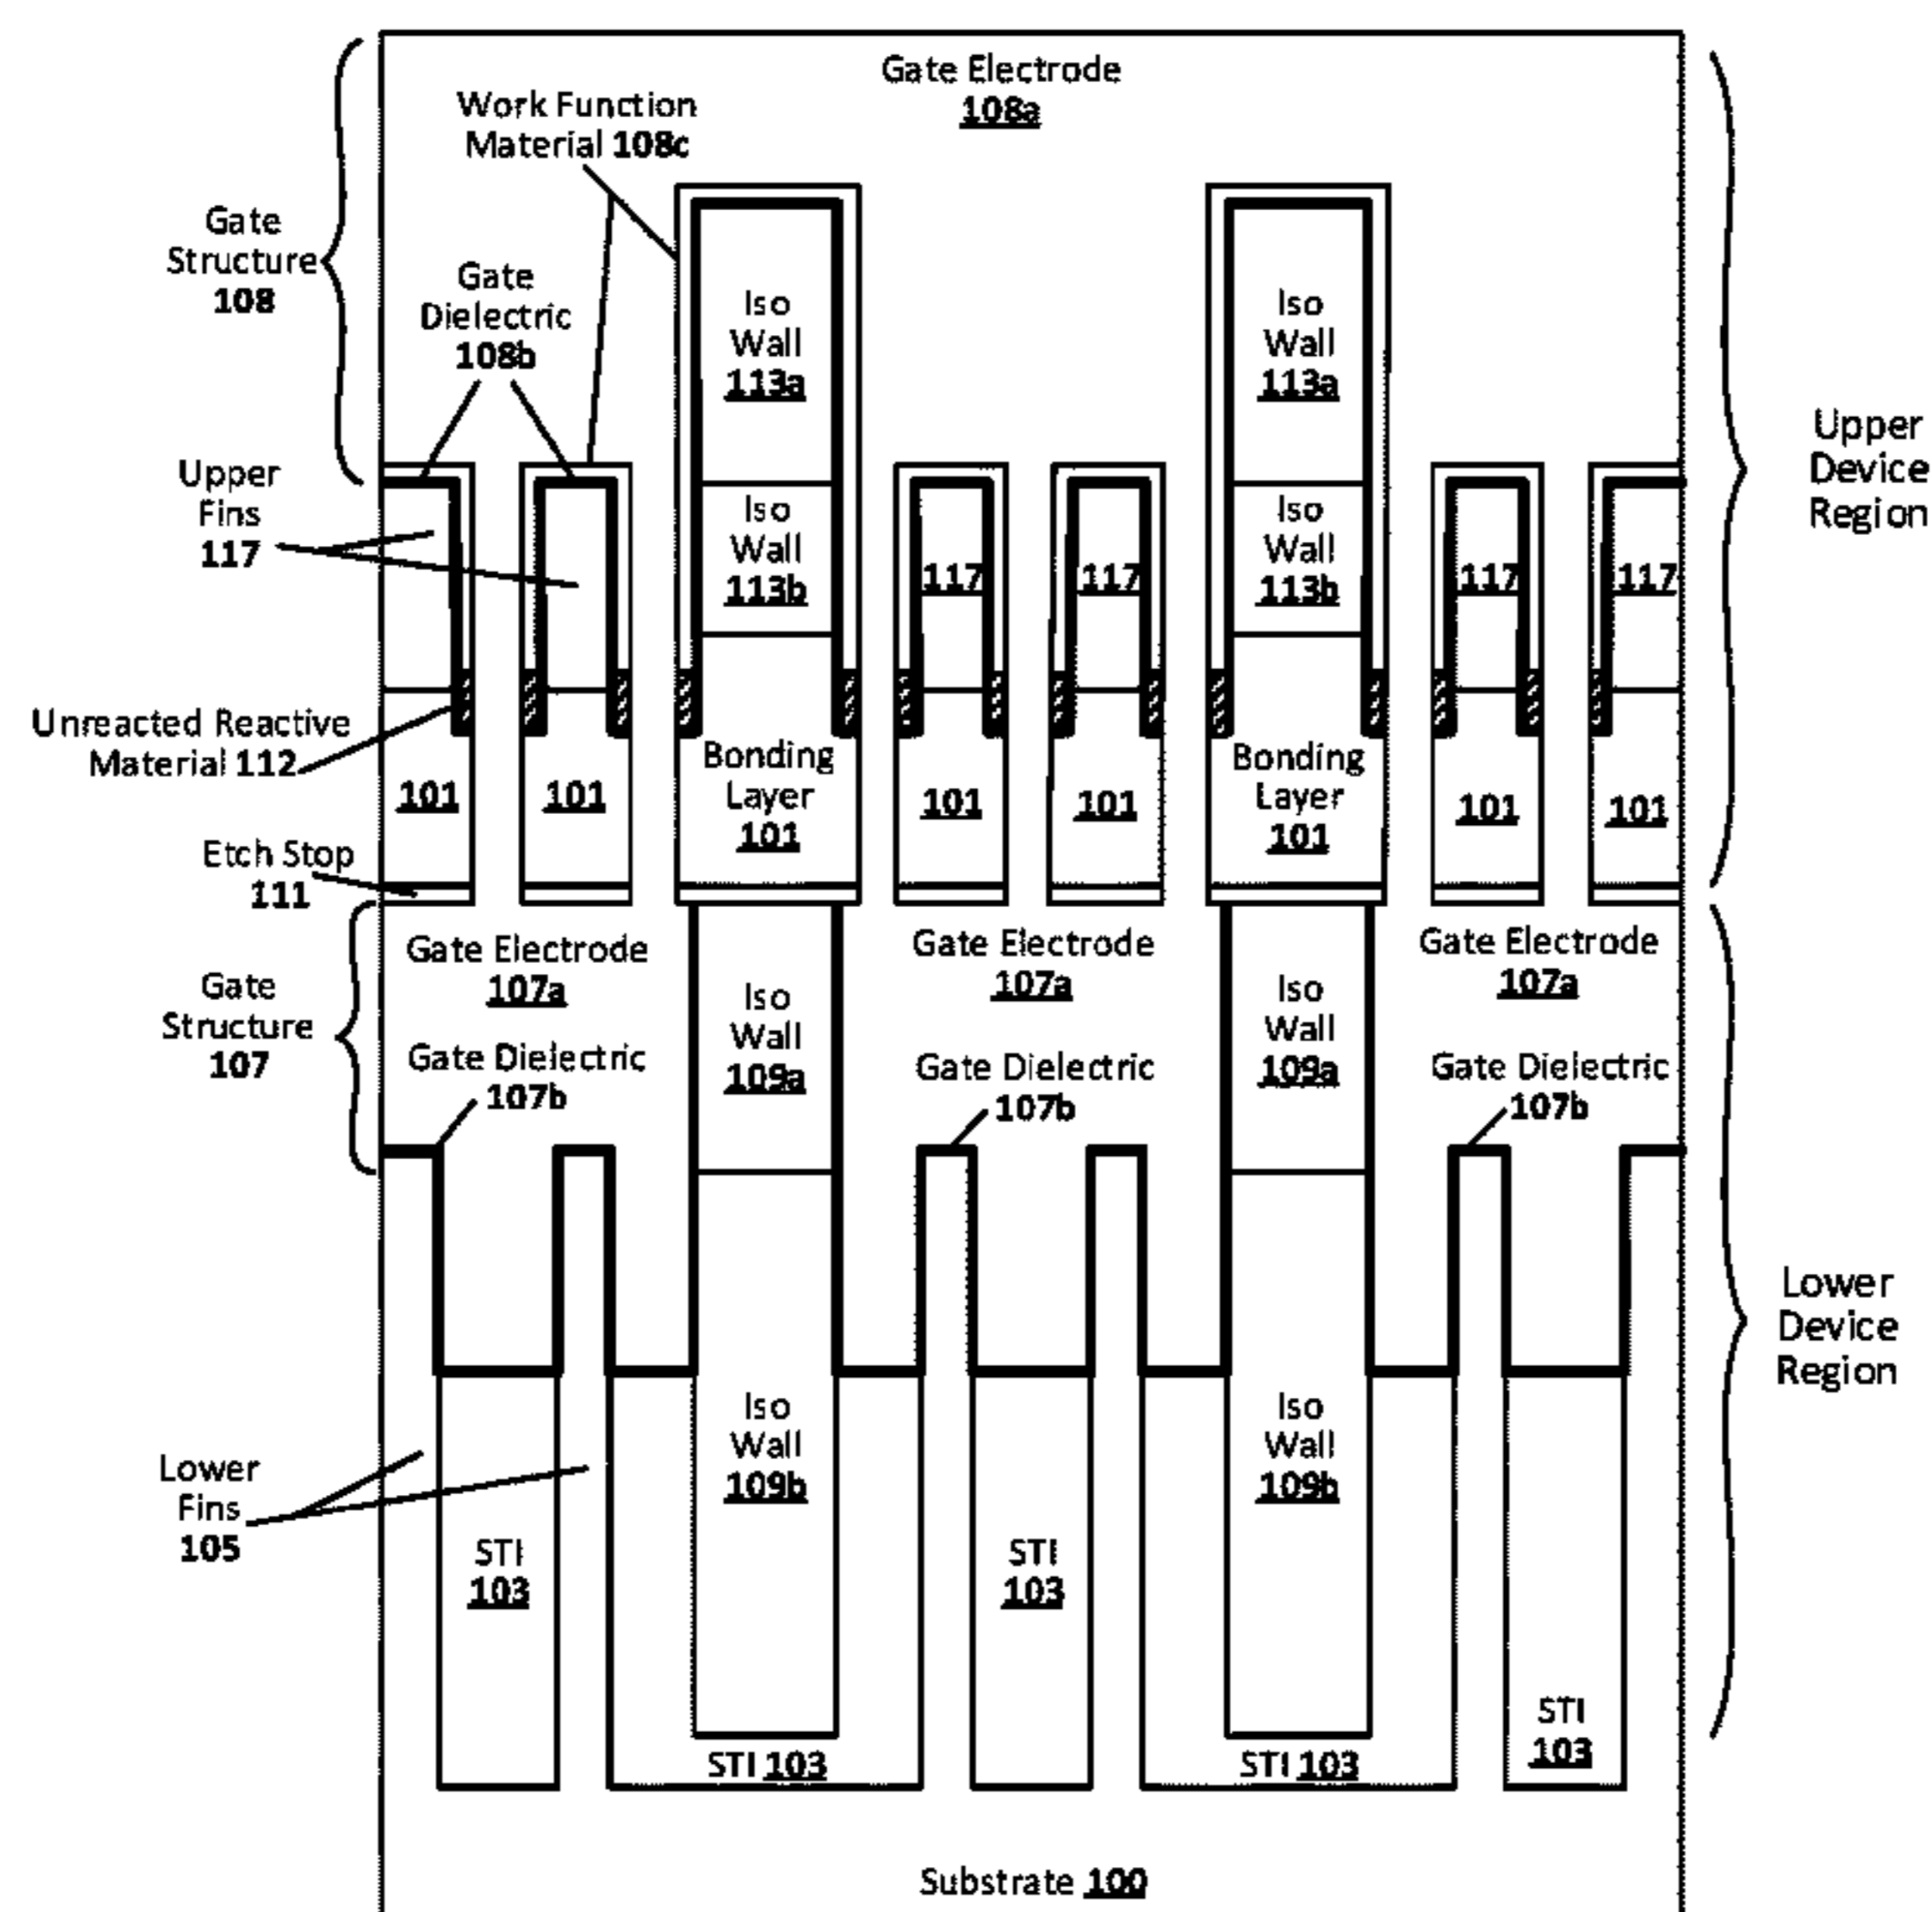 Gate Electrode
108a
Work Function
Material 108c
Gate
Structure
108
Gate
Dielectric
108b
Iso
Wall
113a
Iso
Wall
113a
Upper
Device
Region
Upper
Fins
117
Iso
Wall
113b
117
117
Iso
Wall
113b
117
117
Unreacted Reactive
Material 112
101
101
Bonding
Layer
101
101
101
Bonding
Layer
101
101
101
Etch Stop
111
Gate Electrode
107a
Gate Electrode
107a
Gate Electrode
107a
Gate
Structure
107
Iso
Wall
109a
Iso
Wall
109a
Gate Dielectric
107b
Gate Dielectric
107b
Gate Dielectric
107b
Lower
Device
Region
Lower
Fins
105
Iso
Wall
109b
Iso
Wall
109b
STI
103
STI
103
STI
103
STI 103
STI 103
Substrate 100